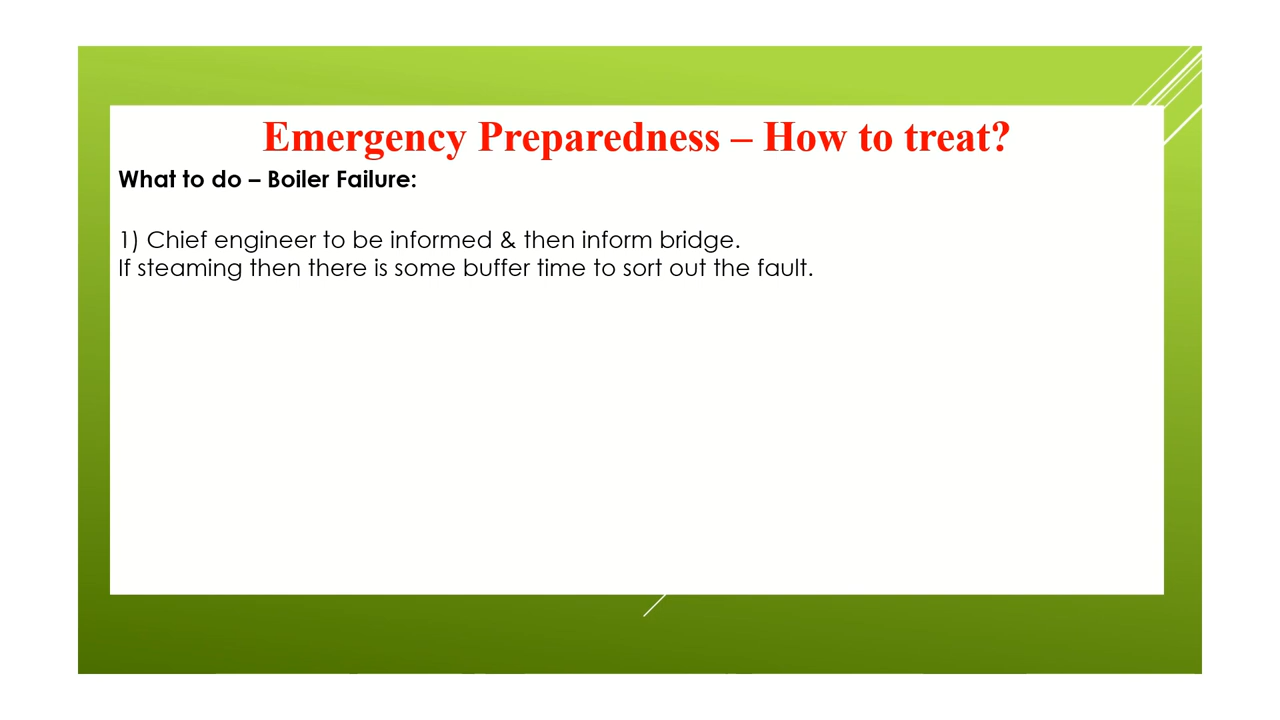 Emergency Preparedness – How to treat?
What to do – Boiler Failure:
1) Chief engineer to be informed & then inform bridge.
If steaming then there is some buffer time to sort out the fault.